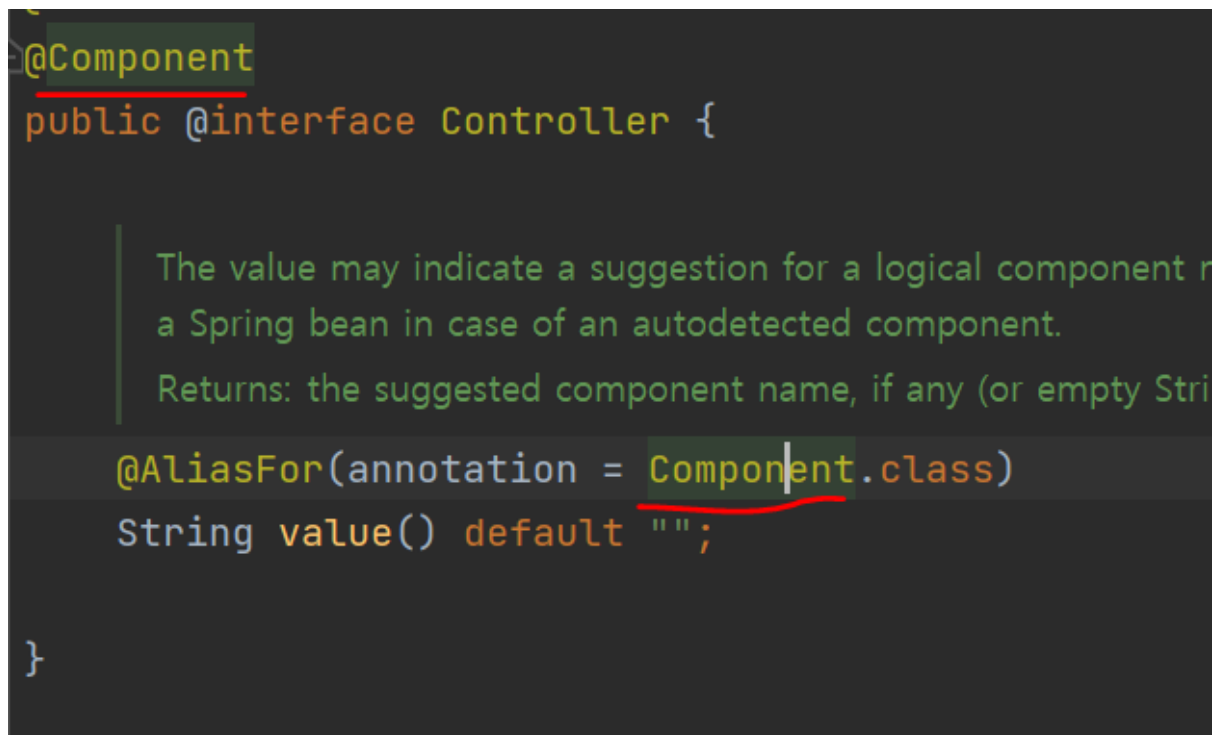 @Component
public @interface Controller {
The value may indicate a suggestion for a logical component
a Spring bean in case of an autodetected component.
Returns: the suggested component name, if any (or empty Stri
@AliasFor(annotation = Component.class)
String value() default "";
}